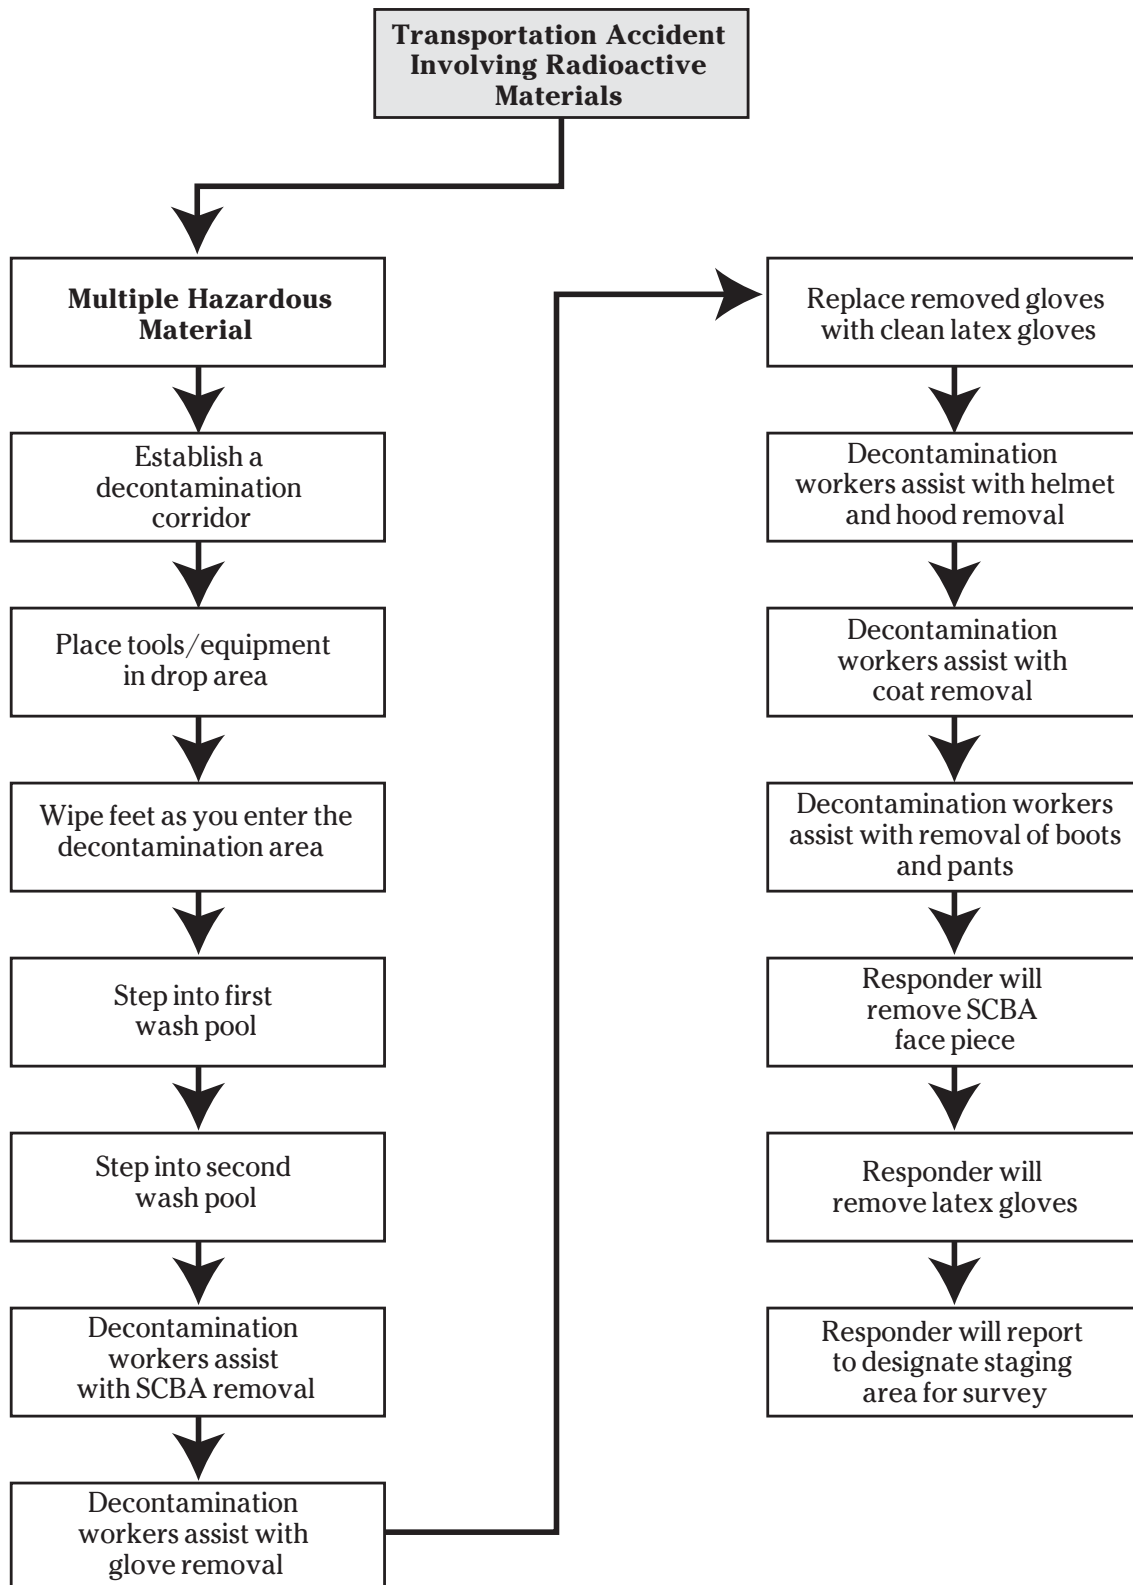 Transportation Accident
Involving Radioactive
Materials
Multiple Hazardous
Material
Establish a
decontamination
corridor
Place tools/equipment
in drop area
Wipe feet as you enter the
decontamination area
Step into first
wash pool
Step into second
wash pool
Decontamination
workers assist
with SCBA removal
Decontamination
workers assist with
glove removal
Replace removed gloves
with clean latex gloves
Decontamination
workers assist with helmet
and hood removal
Decontamination
workers assist with
coat removal
Decontamination workers
assist with removal of boots
and pants
Responder will
remove SCBA
face piece
Responder will
remove latex gloves
Responder will report
to designate staging
area for survey